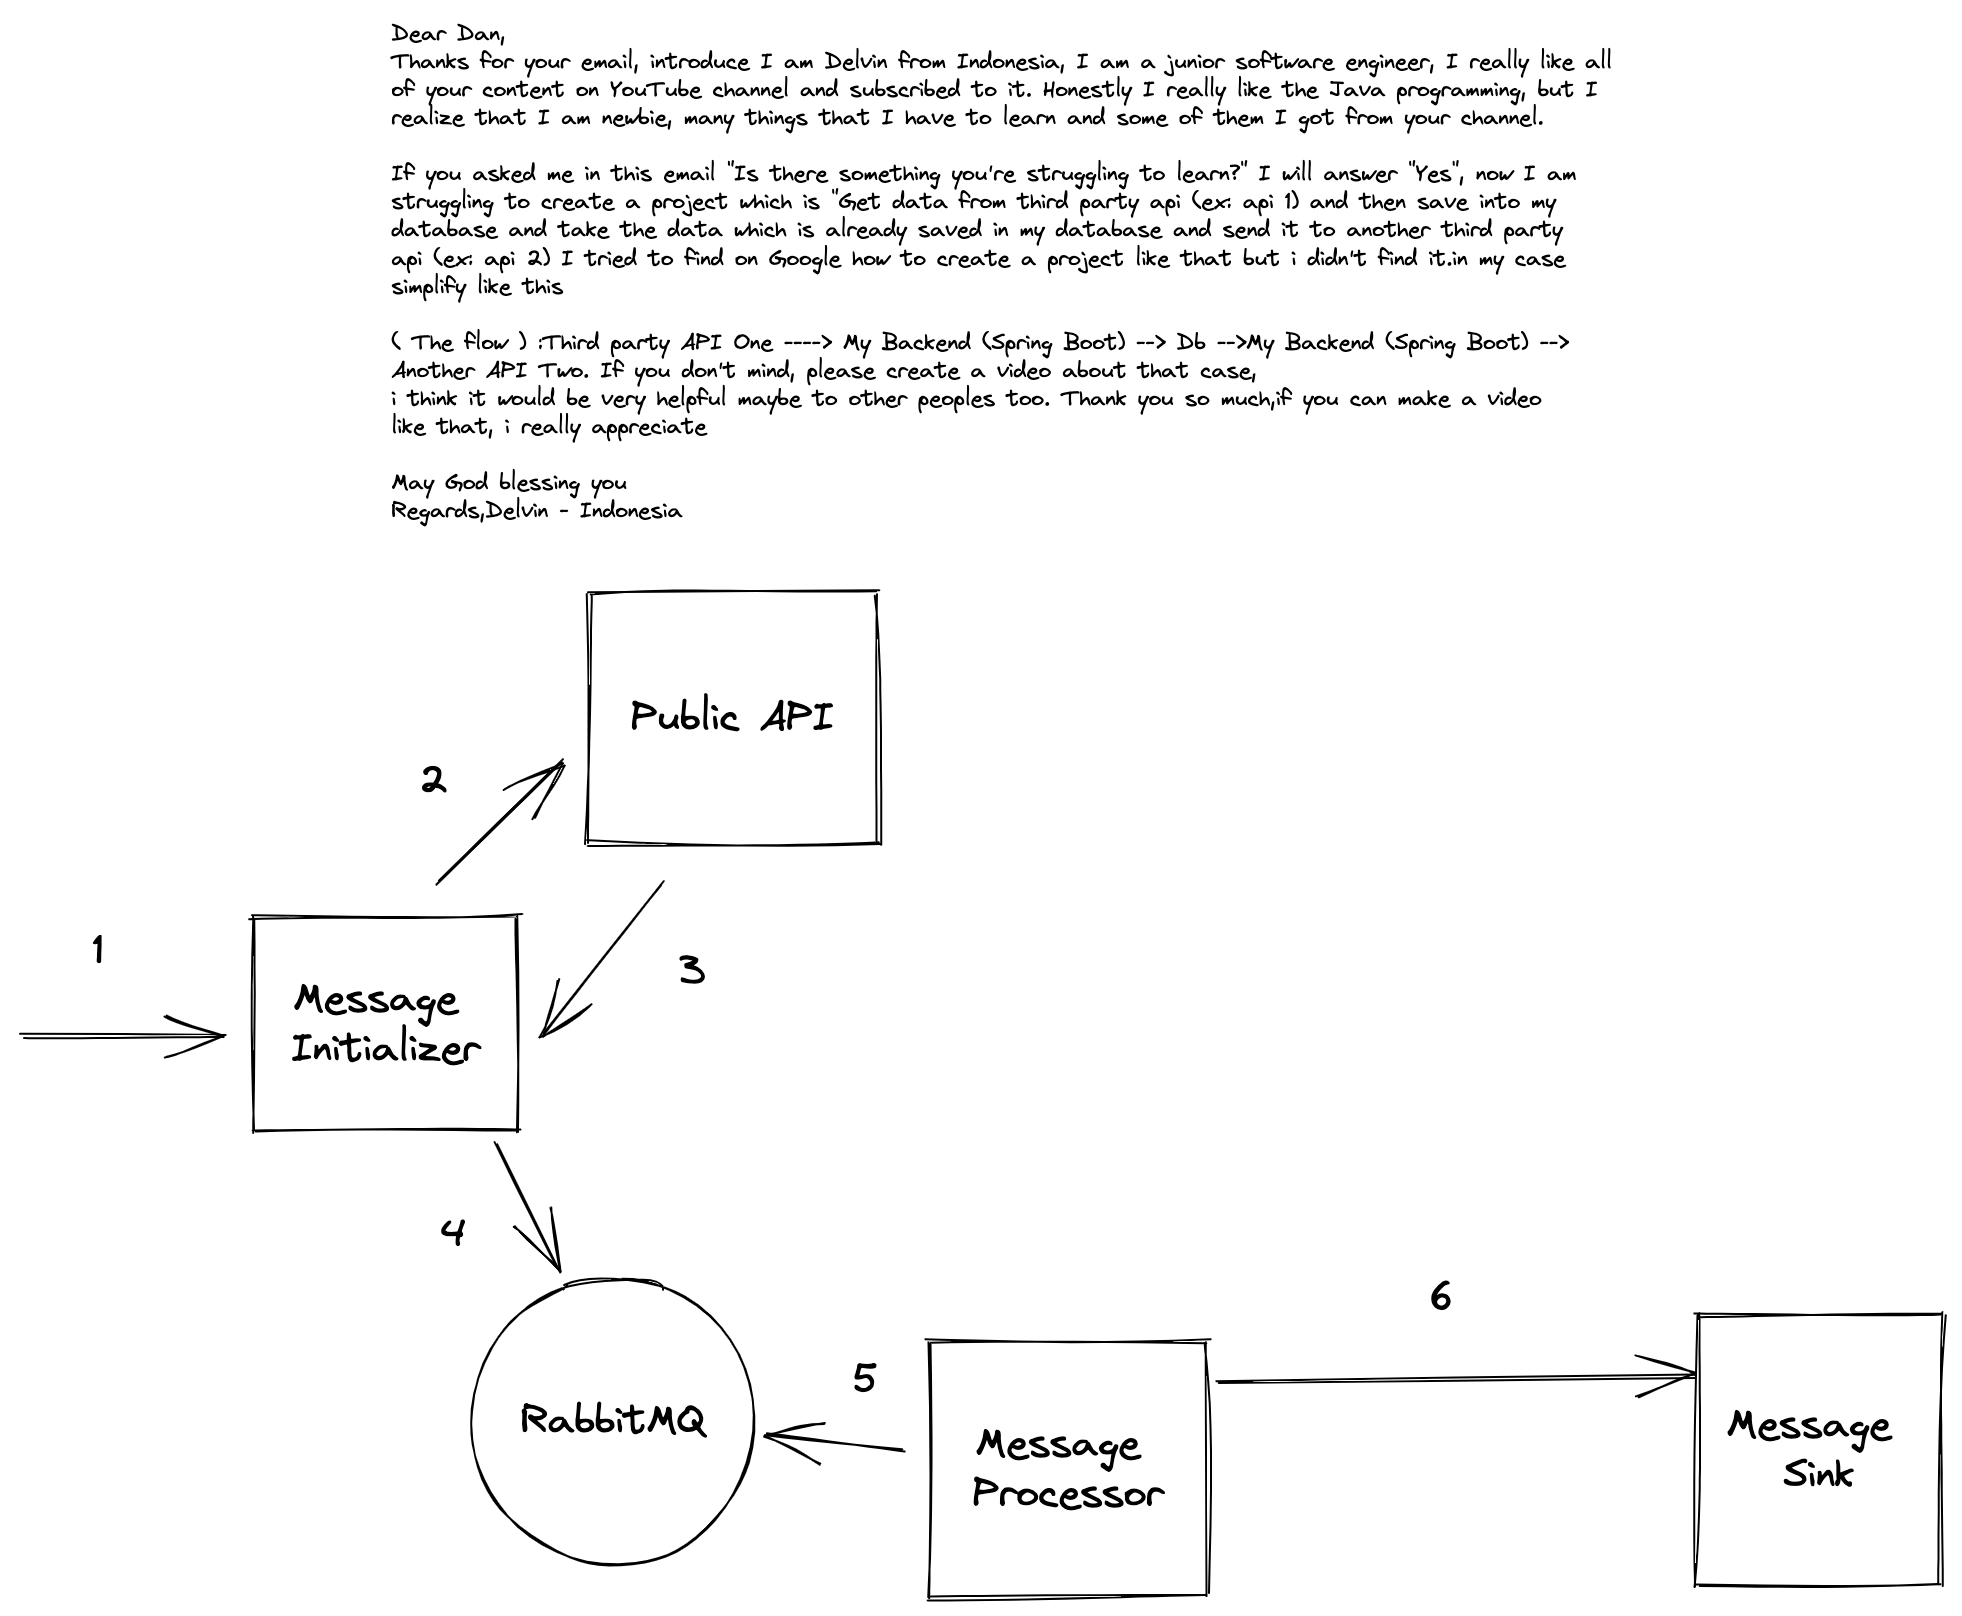 Dear Dan,
Thanks for your email, introduce I am Delvin from Indonesia, I am a junior software engineer, I really like all
of your content on YouTube channel and subscribed to it. Honestly I really like the Java programming, but I
realize that I am newbie, many things that I have to learn and some of them I got from your channel.
If you asked me in this email "Is there something you're struggling to learn?" I will answer "Yes", now I am
struggling to create a project which is "Get data from third party api (ex: api 1) and then save into my
database and take the data which is already saved in my database and send it to another third party
api (ex: api 2) I tried to find on Google how to create a project like that but i didn't find it.in my case
simplify like this
( The flow ) :Third party API One ----> My Backend (Spring Boot) --> Db -->My Backend (Spring Boot) -->
Another API Two. If you don't mind, please create a video about that case,
i think it would be very helpful maybe to other peoples too. Thank you so much,if you can make a video
like that, i really appreciate
May God blessing you
Regards,Delvin - Indonesia
Public API
2
1
3
Message
Initializer
4
6
5
RabbitMQ
Message
Processor
Message
Sink